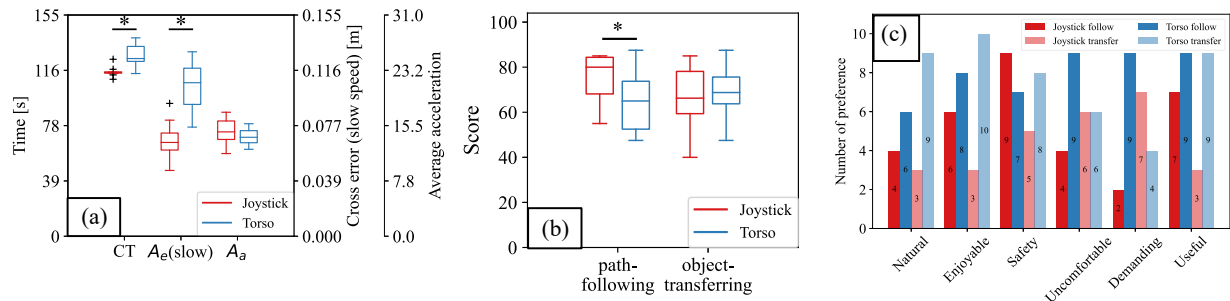 155
116
78
39
0
Time [s]
* *
(a)
Joystick
Torso
CT Ae(slow) Aa
0.155
0.116
0.077
0.039
0.000
Cross error (slow speed) [m]
31.0
23.2
15.5
7.8
0.0
Average acceleration
100
80
60
40
20
0
Score
*
(b)
Joystick
Torso
path-
following
object-
transferring
(c)
Joystick follow
Joystick transfer
Torso follow
Torso transfer
10
8
6
4
2
0
Number of preference
4 6 3 9
6 8 3 10
9 7 5 8
4 9 6 6
2 9 7 4
7 9 3 9
Natural
Enjoyable
Safety
Uncomfortable
Demanding
Useful